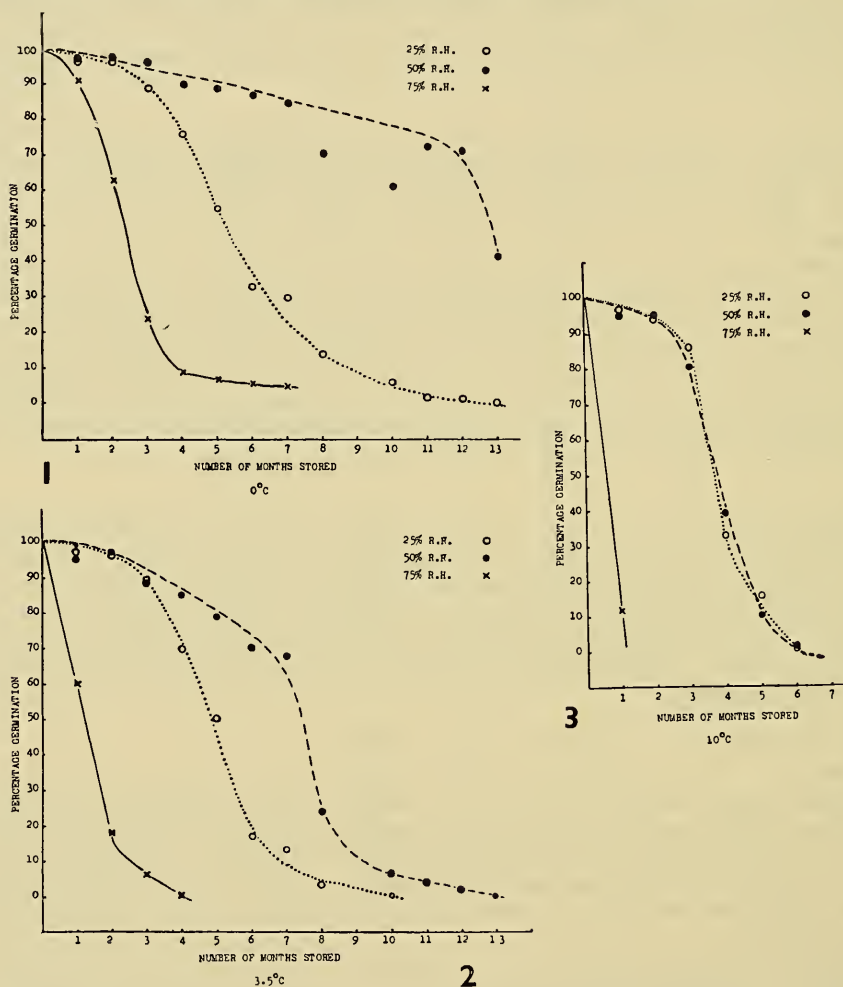 25% R.H. o
50% R.H. ●
75% R.H. x
100
90
80
70
60
50
40
30
20
10
0
PERCENTAGE GERMINATION
1 2 3 4 5 6 7 8 9 10 11 12 13
NUMBER OF MONTHS STORED
0°C
1
25% R.H. o
50% R.H. ●
75% R.H. x
100
90
80
70
60
50
40
30
20
10
0
PERCENTAGE GERMINATION
1 2 3 4 5 6 7 8 9 10 11 12 13
NUMBER OF MONTHS STORED
3.5°C
2
25% R.H. o
50% R.H. ●
75% R.H. x
100
90
80
70
60
50
40
30
20
10
0
PERCENTAGE GERMINATION
1 2 3 4 5 6 7
NUMBER OF MONTHS STORED
10°C
3